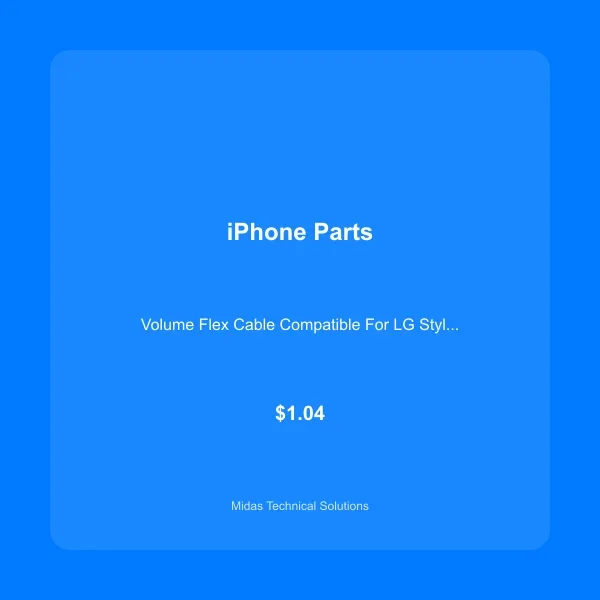 iPhone Parts
Volume Flex Cable Compatible For LG Styl...
$1.04
Midas Technical Solutions